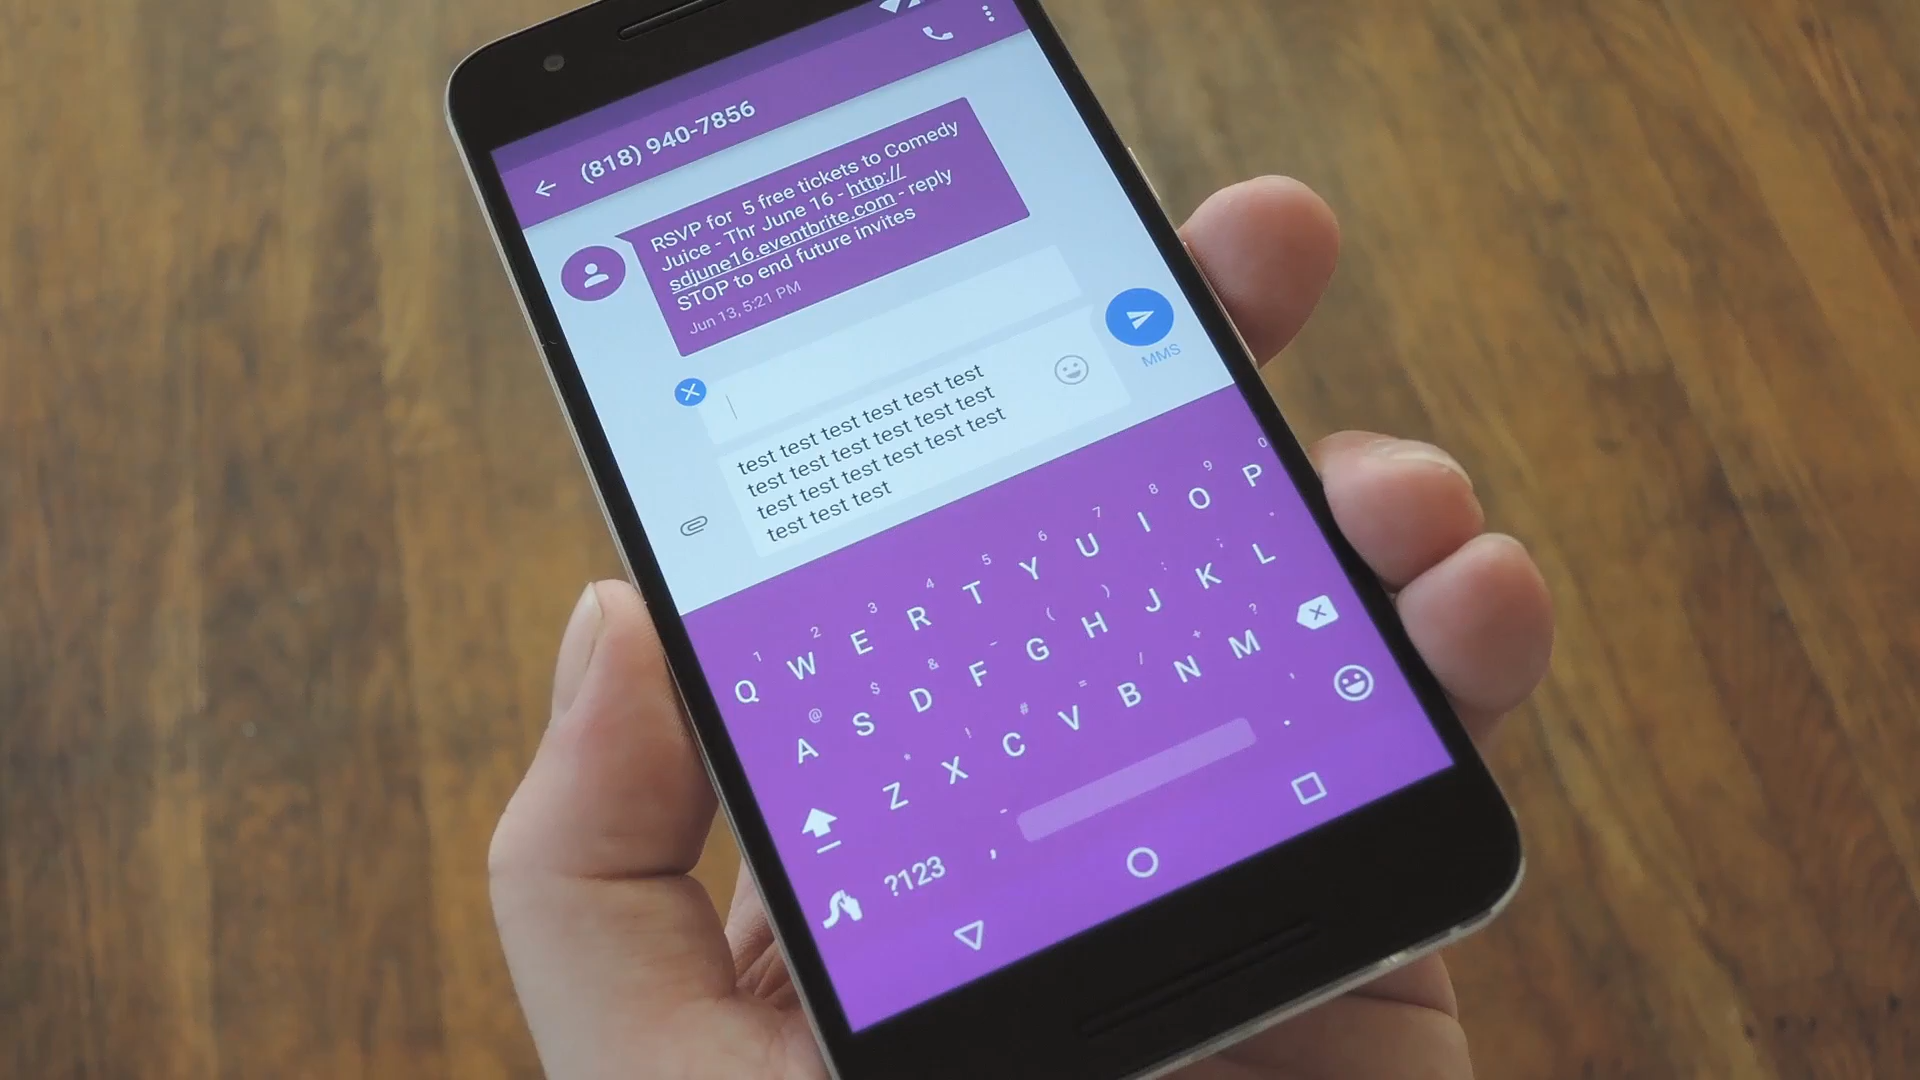 (818) 940-7856
RSVP for 5 free tickets to Comedy
Juice - Thr June 16 - http://
sdjune16.eventbrite.com - reply
STOP to end future invites
Jun 13, 5:21 PM
MMS
test test test test test test
test test test test test test
test test test test test test
test test test
1 2 3 4 5 6 7 8 9 0
Q W E R T Y U I O P
@ $ & - ( ) : ;
A S D F G H J K L
* ! # = / + ?
Z X C V B N M
?123 , .